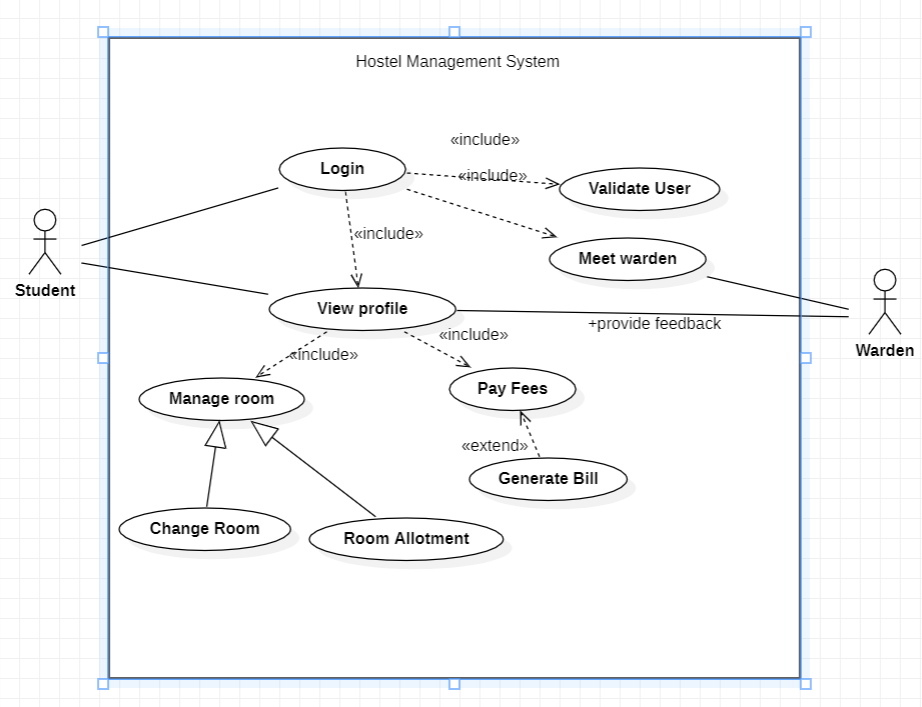 Hostel Management System
«include»
Login
«include»
Validate User
Student
«include»
Meet warden
View profile
+provide feedback
Warden
«include»
«include»
Manage room
Pay Fees
«extend»
Generate Bill
Change Room
Room Allotment